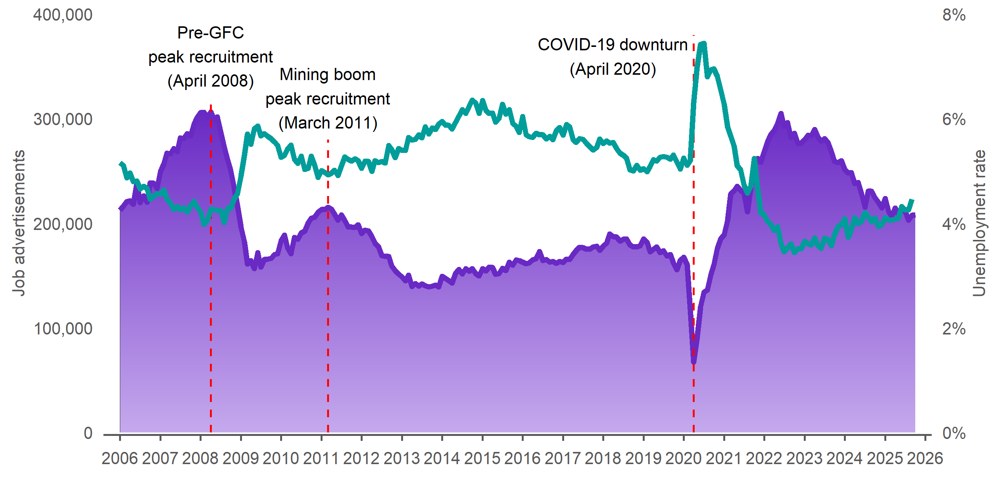 400,000
300,000
200,000
100,000
0
Job advertisements
Pre-GFC
peak recruitment
(April 2008)
Mining boom
peak recruitment
(March 2011)
COVID-19 downturn
(April 2020)
8%
6%
4%
2%
0%
Unemployment rate
2006 2007 2008 2009 2010 2011 2012 2013 2014 2015 2016 2017 2018 2019 2020 2021 2022 2023 2024 2025 2026